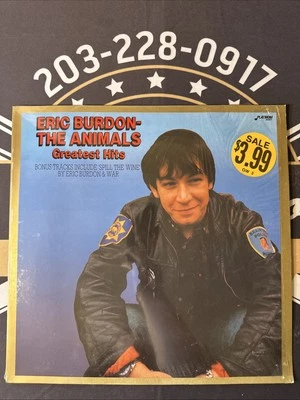 203-228-0917
ERIC BURDON-
THE ANIMALS
Greatest Hits
BONUS TRACKS INCLUDE 'SPILL THE WINE'
BY ERIC BURDON & WAR
SALE
$3.99